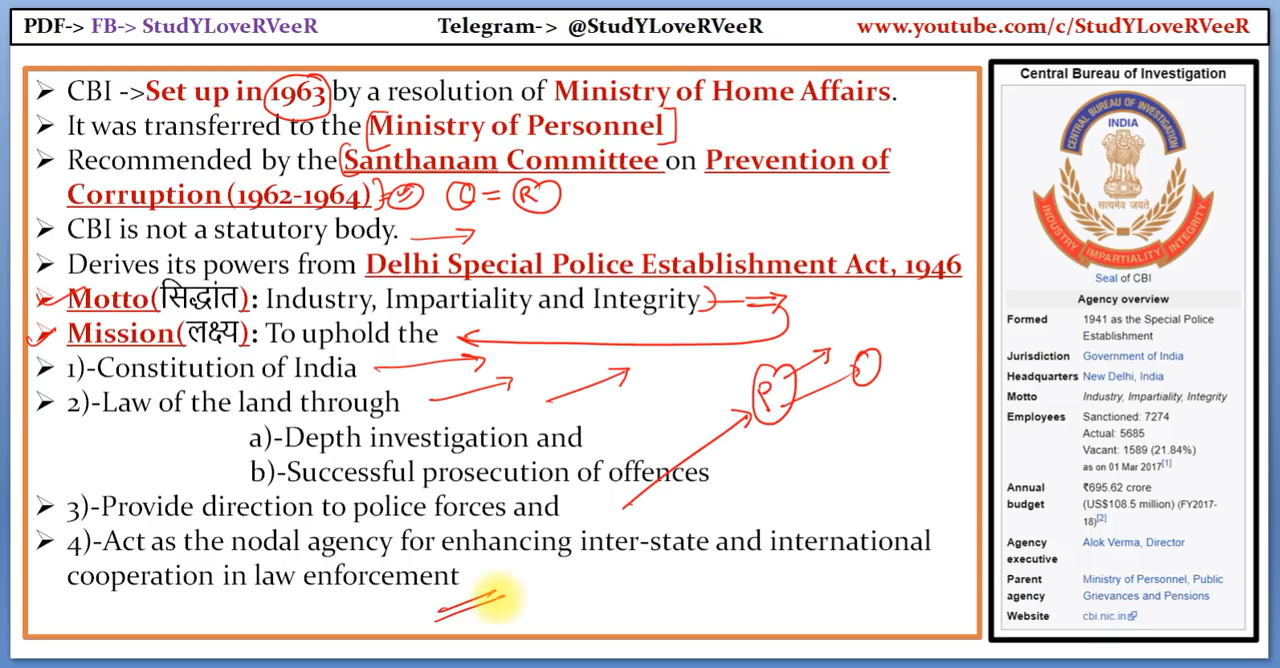 PDF-> FB-> StudYLoveRVeeR Telegram-> @StudYLoveRVeeR www.youtube.com/c/StudYLoveRVeeR
➤ CBI ->Set up in 1963 by a resolution of Ministry of Home Affairs.
➤ It was transferred to the Ministry of Personnel
➤ Recommended by the Santhanam Committee on Prevention of
Corruption (1962-1964)
➤ CBI is not a statutory body.
➤ Derives its powers from Delhi Special Police Establishment Act, 1946
➤ Motto(सिद्धांत): Industry, Impartiality and Integrity
➤ Mission(लक्ष्य): To uphold the
➤ 1)-Constitution of India
➤ 2)-Law of the land through
a)-Depth investigation and
b)-Successful prosecution of offences
➤ 3)-Provide direction to police forces and
➤ 4)-Act as the nodal agency for enhancing inter-state and international
cooperation in law enforcement
Central Bureau of Investigation
CENTRAL BUREAU OF INVESTIGATION
INDIA
सत्यमेव जयते
INDUSTRY IMPARTIALITY INTEGRITY
Seal of CBI
Agency overview
Formed 1941 as the Special Police
Establishment
Jurisdiction Government of India
Headquarters New Delhi, India
Motto Industry, Impartiality, Integrity
Employees Sanctioned: 7274
Actual: 5685
Vacant: 1589 (21.84%)
as on 01 Mar 2017[1]
Annual budget ₹695.62 crore
(US$108.5 million) (FY2017-
18)[2]
Agency executive Alok Verma, Director
Parent agency Ministry of Personnel, Public
Grievances and Pensions
Website cbi.nic.in